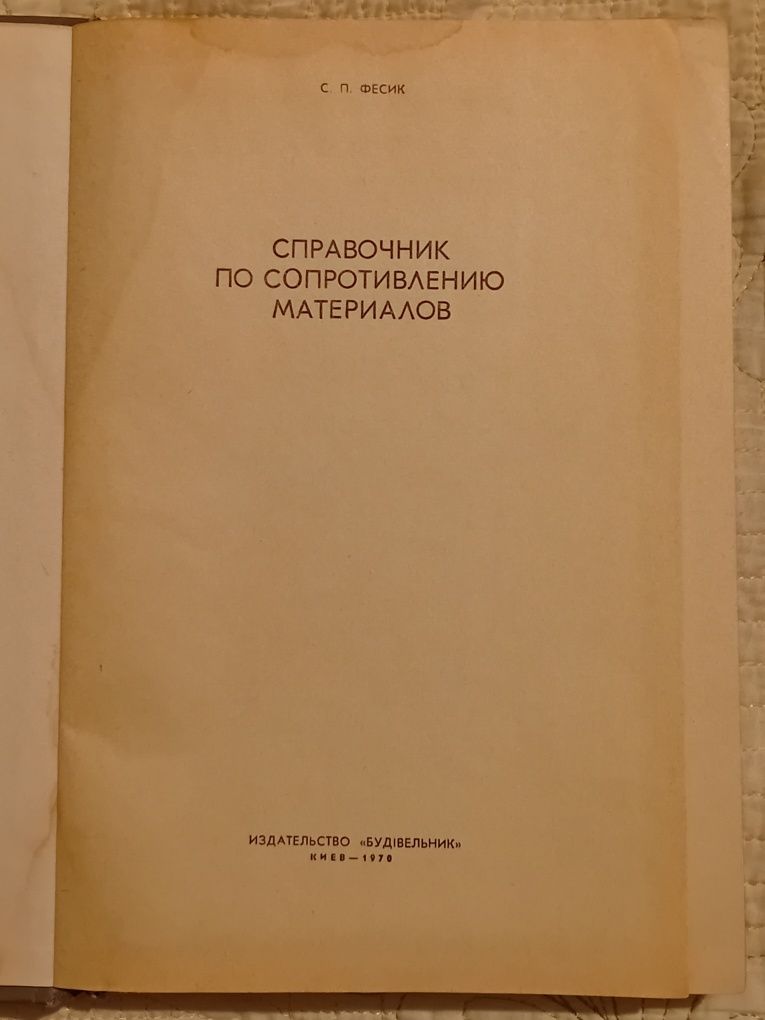 С. П. ФЕСИК
СПРАВОЧНИК
ПО СОПРОТИВЛЕНИЮ
МАТЕРИАЛОВ
ИЗДАТЕЛЬСТВО «БУДІВЕЛЬНИК»
КИЕВ—1970